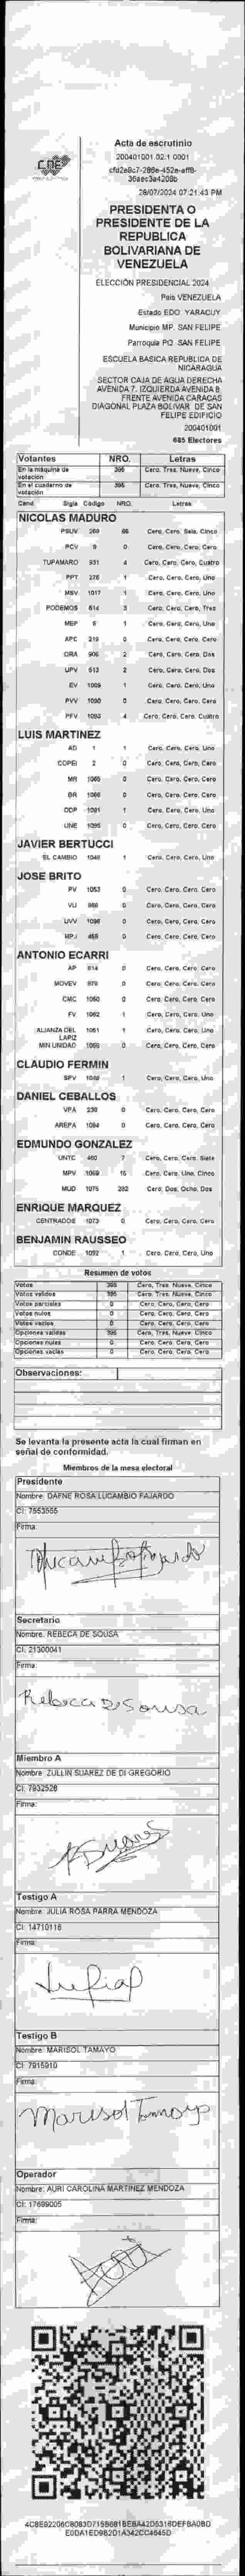 CNE
Acta de escrutinio
200401001.02.1.0001
28/07/2024 07:21:43 PM
PRESIDENTA O
PRESIDENTE DE LA
REPUBLICA
BOLIVARIANA DE
VENEZUELA
ELECCIÓN PRESIDENCIAL 2024
País VENEZUELA
Estado EDO. YARACUY
Municipio MP. SAN FELIPE
Parroquia PQ. SAN FELIPE
ESCUELA BASICA REPUBLICA DE
NICARAGUA
SECTOR CAJA DE AGUA DERECHA
AVENIDA 7. IZQUIERDA AVENIDA 8.
FRENTE AVENIDA CARACAS
DIAGONAL PLAZA BOLIVAR DE SAN
FELIPE EDIFICIO
200401001
685 Electores
Votantes NRO. Letras
En la máquina de votación 395 Cero, Tres, Nueve, Cinco
En el cuaderno de votación 395 Cero, Tres, Nueve, Cinco
Cand. Sigla Código NRO. Letras
NICOLAS MADURO
PSUV 269 65 Cero, Cero, Seis, Cinco
PCV 9 0 Cero, Cero, Cero, Cero
TUPAMARO 931 4 Cero, Cero, Cero, Cuatro
PPT 226 1 Cero, Cero, Cero, Uno
MSV 1017 1 Cero, Cero, Cero, Uno
PODEMOS 614 3 Cero, Cero, Cero, Tres
MEP 6 1 Cero, Cero, Cero, Uno
APC 219 0 Cero, Cero, Cero, Cero
ORA 906 2 Cero, Cero, Cero, Dos
UPV 513 2 Cero, Cero, Cero, Dos
EV 1009 1 Cero, Cero, Cero, Uno
PVV 1090 0 Cero, Cero, Cero, Cero
PFV 1093 4 Cero, Cero, Cero, Cuatro
LUIS MARTINEZ
AD 1 1 Cero, Cero, Cero, Uno
COPEI 2 0 Cero, Cero, Cero, Cero
MR 1065 0 Cero, Cero, Cero, Cero
BR 1066 0 Cero, Cero, Cero, Cero
DDP 1091 1 Cero, Cero, Cero, Uno
UNE 1095 0 Cero, Cero, Cero, Cero
JAVIER BERTUCCI
EL CAMBIO 1048 1 Cero, Cero, Cero, Uno
JOSE BRITO
PV 1053 0 Cero, Cero, Cero, Cero
VU 868 0 Cero, Cero, Cero, Cero
UVV 1096 0 Cero, Cero, Cero, Cero
MPJ 458 0 Cero, Cero, Cero, Cero
ANTONIO ECARRI
AP 814 0 Cero, Cero, Cero, Cero
MOVEV 979 0 Cero, Cero, Cero, Cero
CMC 1050 0 Cero, Cero, Cero, Cero
FV 1062 1 Cero, Cero, Cero, Uno
ALIANZA DEL LAPIZ 1051 1 Cero, Cero, Cero, Uno
MIN UNIDAD 1058 0 Cero, Cero, Cero, Cero
CLAUDIO FERMIN
SPV 1049 1 Cero, Cero, Cero, Uno
DANIEL CEBALLOS
VPA 230 0 Cero, Cero, Cero, Cero
AREPA 1084 0 Cero, Cero, Cero, Cero
EDMUNDO GONZALEZ
UNTC 460 7 Cero, Cero, Cero, Siete
MPV 1069 15 Cero, Cero, Uno, Cinco
MUD 1075 282 Cero, Dos, Ocho, Dos
ENRIQUE MARQUEZ
CENTRADOS 1073 0 Cero, Cero, Cero, Cero
BENJAMIN RAUSSEO
CONDE 1092 1 Cero, Cero, Cero, Uno
Resumen de votos
Votos 395 Cero, Tres, Nueve, Cinco
Votos validos 395 Cero, Tres, Nueve, Cinco
Votos parciales 0 Cero, Cero, Cero, Cero
Votos nulos 0 Cero, Cero, Cero, Cero
Votos vacíos 0 Cero, Cero, Cero, Cero
Opciones validas 395 Cero, Tres, Nueve, Cinco
Opciones nulas 0 Cero, Cero, Cero, Cero
Opciones vacías 0 Cero, Cero, Cero, Cero
Observaciones:
Se levanta la presente acta la cual firman en
señal de conformidad.
Miembros de la mesa electoral
Presidente
Nombre: DAFNE ROSA LUCAMBIO FAJARDO
CI: 7553555
Firma:
Secretario
Nombre: REBECA DE SOUSA
CI: 21300041
Firma:
Rebeca De Sousa
Miembro A
Nombre: ZULLIN SUAREZ DE DI GREGORIO
CI: 7932528
Firma:
Testigo A
Nombre: JULIA ROSA PARRA MENDOZA
CI: 14710116
Firma:
Testigo B
Nombre: MARISOL TAMAYO
CI: 7915910
Firma:
Marisol Tamayo
Operador
Nombre: AURI CAROLINA MARTINEZ MENDOZA
CI: 17699005
Firma: